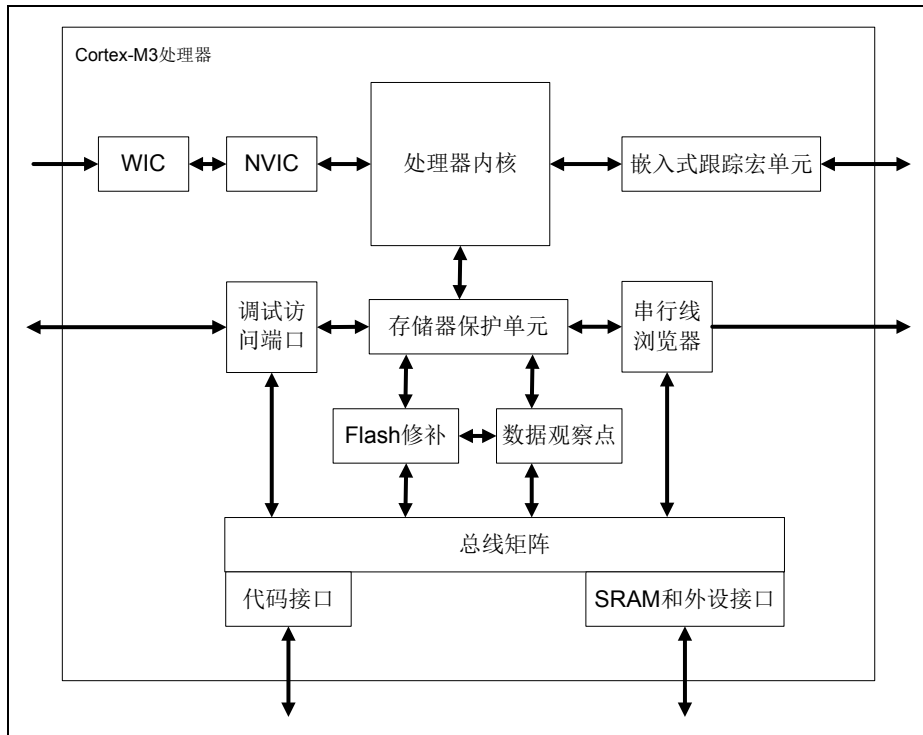 Cortex-M3处理器
WIC
NVIC
处理器内核
嵌入式跟踪宏单元
调试访
问端口
存储器保护单元
串行线
浏览器
Flash修补
数据观察点
总线矩阵
代码接口
SRAM和外设接口